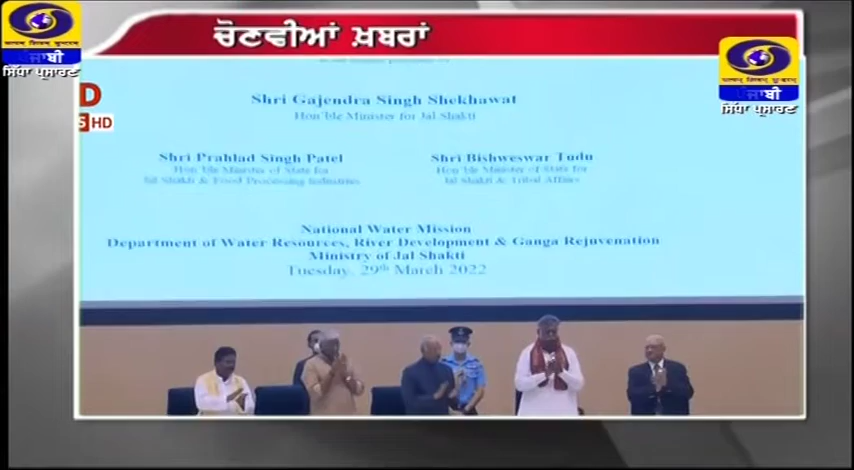 ਪੰਜਾਬੀ
ਸਿੱਧਾ ਪ੍ਰਸਾਰਣ
ਚੋਣਵੀਆਂ ਖ਼ਬਰਾਂ
ਪੰਜਾਬੀ
ਸਿੱਧਾ ਪ੍ਰਸਾਰਣ
D
SHD
Shri Gajendra Singh Shekhawat
Hon'ble Minister for Jal Shakti
Shri Prahlad Singh Patel
Hon'ble Minister of State for
Jal Shakti & Food Processing Industries
Shri Bishweswar Tudu
Hon'ble Minister of State for
Jal Shakti & Tribal Affairs
National Water Mission
Department of Water Resources, River Development & Ganga Rejuvenation
Ministry of Jal Shakti
Tuesday, 29th March 2022